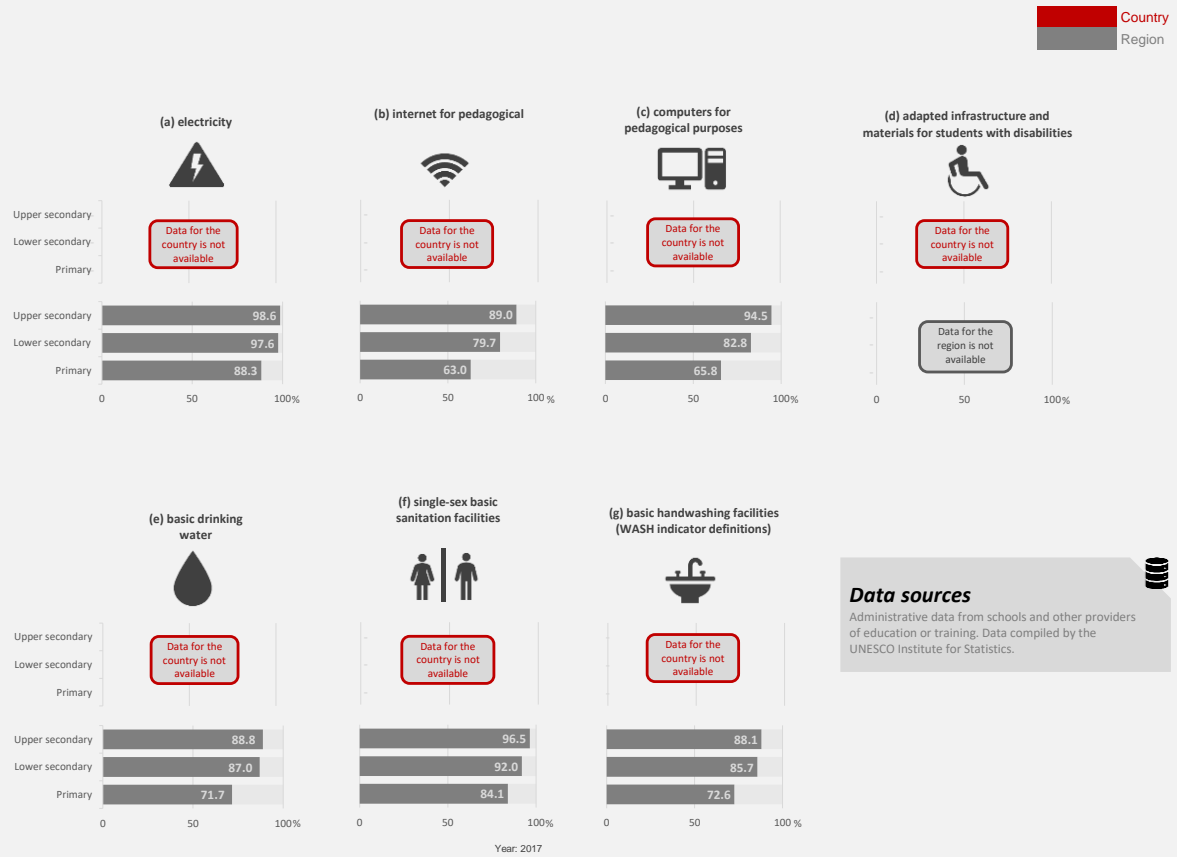 Country
Region
(a) electricity
(b) internet for pedagogical
(c) computers for
pedagogical purposes
(d) adapted infrastructure and
materials for students with disabilities
Upper secondary
Lower secondary
Primary
Data for the
country is not
available
Data for the
country is not
available
Data for the
country is not
available
Data for the
country is not
available
Upper secondary
Lower secondary
Primary
98.6
97.6
88.3
0 50 100%
89.0
79.7
63.0
0 50 100 %
94.5
82.8
65.8
0 50 100%
Data for the
region is not
available
0 50 100%
(e) basic drinking
water
(f) single-sex basic
sanitation facilities
(g) basic handwashing facilities
(WASH indicator definitions)
Upper secondary
Lower secondary
Primary
Data for the
country is not
available
Data for the
country is not
available
Data for the
country is not
available
Upper secondary
Lower secondary
Primary
88.8
87.0
71.7
0 50 100%
96.5
92.0
84.1
0 50 100%
88.1
85.7
72.6
0 50 100 %
Data sources
Administrative data from schools and other providers
of education or training. Data compiled by the
UNESCO Institute for Statistics.
Year: 2017